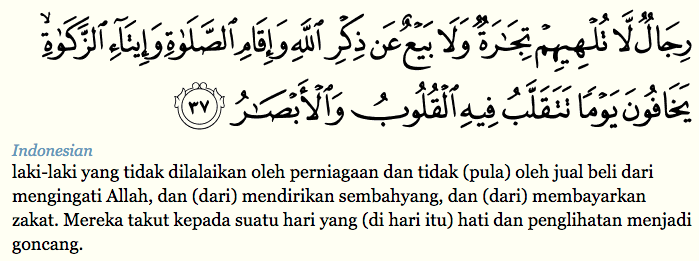 رِجَالٌ لَّا تُلْهِيهِمْ تِجَٰرَةٌ وَلَا بَيْعٌ عَن ذِكْرِ ٱللَّهِ وَإِقَامِ ٱلصَّلَوٰةِ وَإِيتَآءِ ٱلزَّكَوٰةِ ۙ
يَخَافُونَ يَوْمًا تَتَقَلَّبُ فِيهِ ٱلْقُلُوبُ وَٱلْأَبْصَٰرُ ٣٧
Indonesian
laki-laki yang tidak dilalaikan oleh perniagaan dan tidak (pula) oleh jual beli dari
mengingati Allah, dan (dari) mendirikan sembahyang, dan (dari) membayarkan
zakat. Mereka takut kepada suatu hari yang (di hari itu) hati dan penglihatan menjadi
goncang.